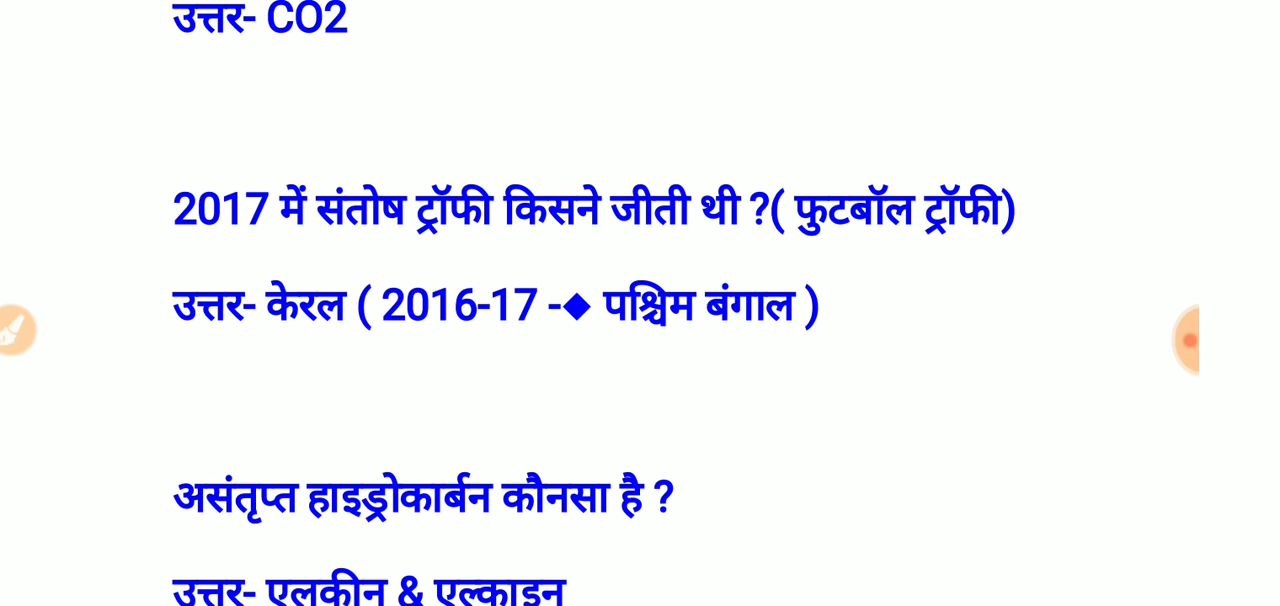 उत्तर- CO2
2017 में संतोष ट्रॉफी किसने जीती थी ?( फुटबॉल ट्रॉफी)
उत्तर- केरल ( 2016-17 -◆ पश्चिम बंगाल )
असंतृप्त हाइड्रोकार्बन कौनसा है ?
उत्तर- एलकीन & एल्काइन